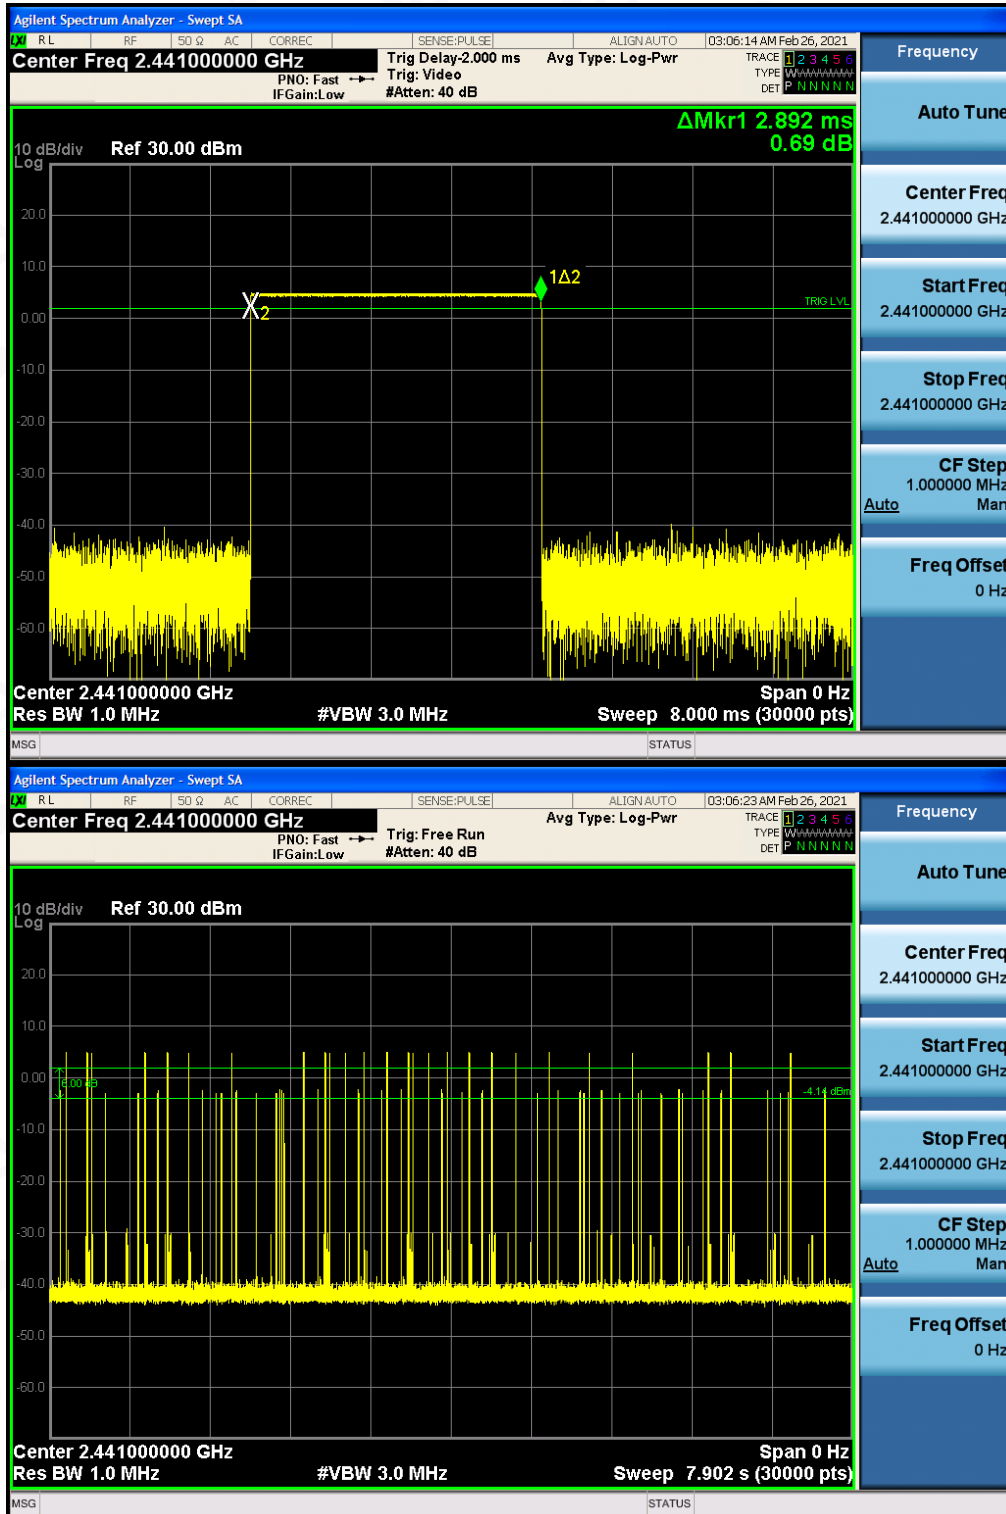 Agilent Spectrum Analyzer - Swept SA
LXI RL RF 50 Ω AC CORREC SENSE:PULSE ALIGN AUTO 03:06:14 AM Feb 26, 2021
Center Freq 2.441000000 GHz Trig Delay-2.000 ms Avg Type: Log-Pwr TRACE 1 2 3 4 5 6
PNO: Fast Trig: Video TYPE WWWWWW
IFGain:Low #Atten: 40 dB DET P N N N N N
Frequency
Auto Tune
Center Freq
2.441000000 GHz
Start Freq
2.441000000 GHz
Stop Freq
2.441000000 GHz
CF Step
1.000000 MHz
Auto Man
Freq Offset
0 Hz
ΔMkr1 2.892 ms
0.69 dB
10 dB/div Ref 30.00 dBm
Log
20.0
10.0
0.00
-10.0
-20.0
-30.0
-40.0
-50.0
-60.0
1Δ2
X2
TRIG LVL
Center 2.441000000 GHz Span 0 Hz
Res BW 1.0 MHz #VBW 3.0 MHz Sweep 8.000 ms (30000 pts)
MSG STATUS
Agilent Spectrum Analyzer - Swept SA
LXI RL RF 50 Ω AC CORREC SENSE:PULSE ALIGN AUTO 03:06:23 AM Feb 26, 2021
Center Freq 2.441000000 GHz Avg Type: Log-Pwr TRACE 1 2 3 4 5 6
PNO: Fast Trig: Free Run TYPE WWWWWW
IFGain:Low #Atten: 40 dB DET P N N N N N
Frequency
Auto Tune
Center Freq
2.441000000 GHz
Start Freq
2.441000000 GHz
Stop Freq
2.441000000 GHz
CF Step
1.000000 MHz
Auto Man
Freq Offset
0 Hz
10 dB/div Ref 30.00 dBm
Log
20.0
10.0
0.00
-10.0
-20.0
-30.0
-40.0
-50.0
-60.0
6.00 dB
-4.14 dBm
Center 2.441000000 GHz Span 0 Hz
Res BW 1.0 MHz #VBW 3.0 MHz Sweep 7.902 s (30000 pts)
MSG STATUS